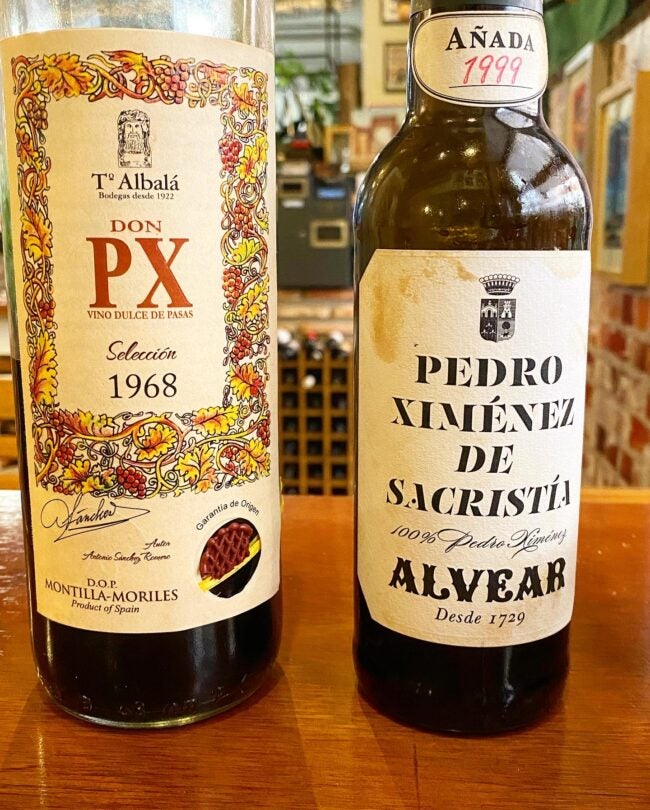 Tº Albalá
Bodegas desde 1922
DON
PX
VINO DULCE DE PASAS
Selección
1968
Garantía de Origen
Autor
Antonio Sánchez Romero
D.O.P.
MONTILLA-MORILES
Product of Spain
AÑADA
1999
PEDRO
XIMÉNEZ
DE
SACRISTÍA
100% Pedro Ximénez
ALVEAR
Desde 1729